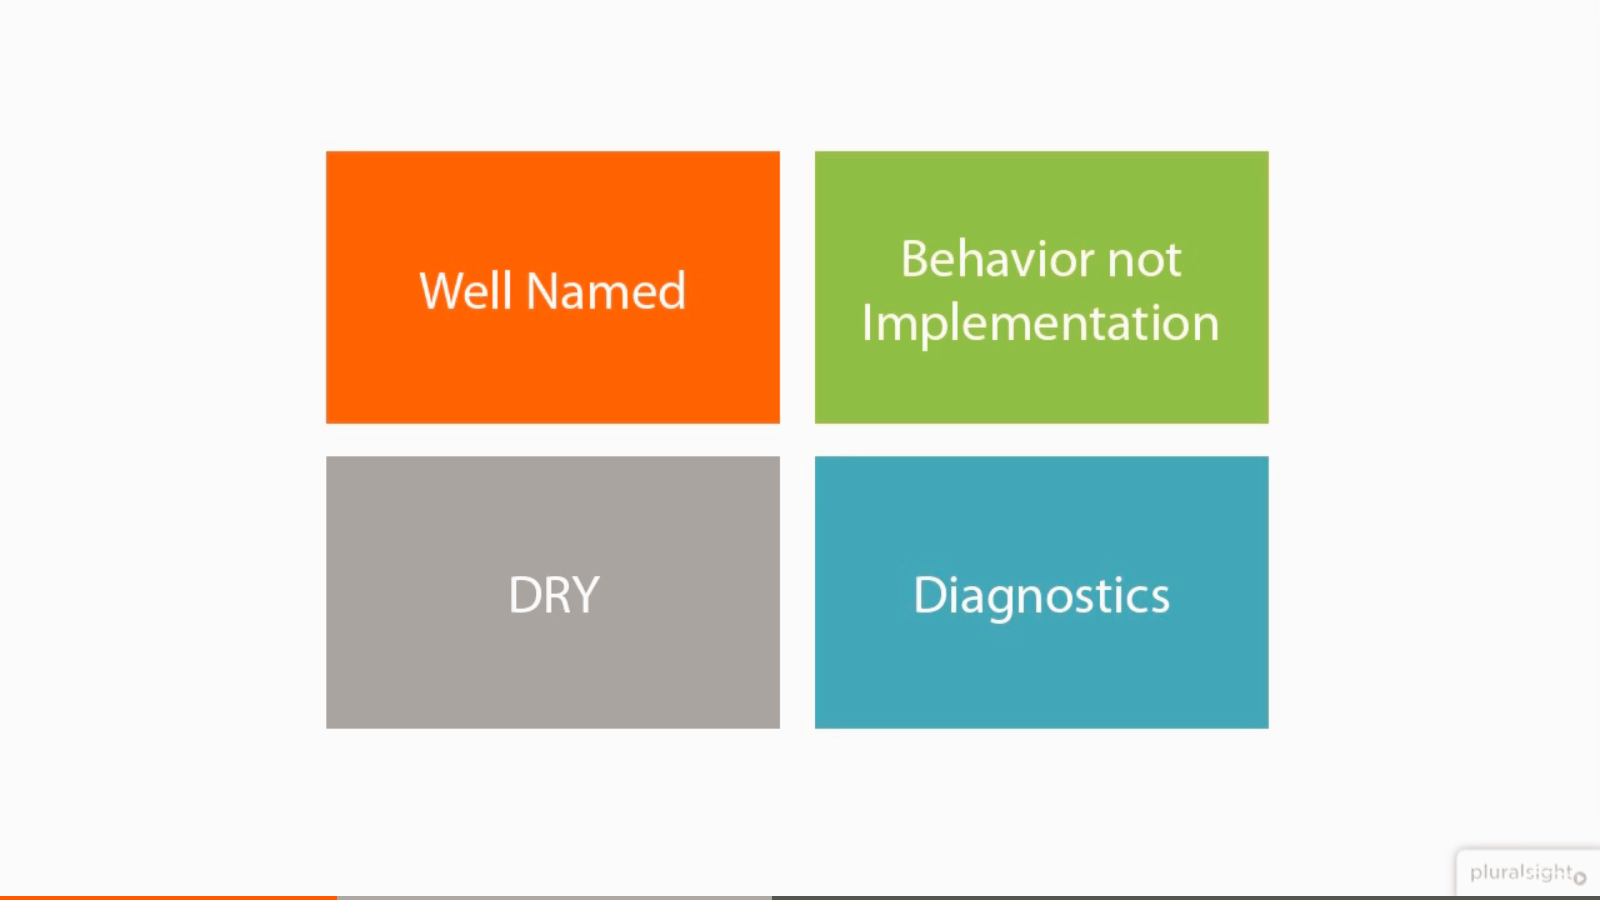 Well Named
Behavior not
Implementation
DRY
Diagnostics
pluralsight